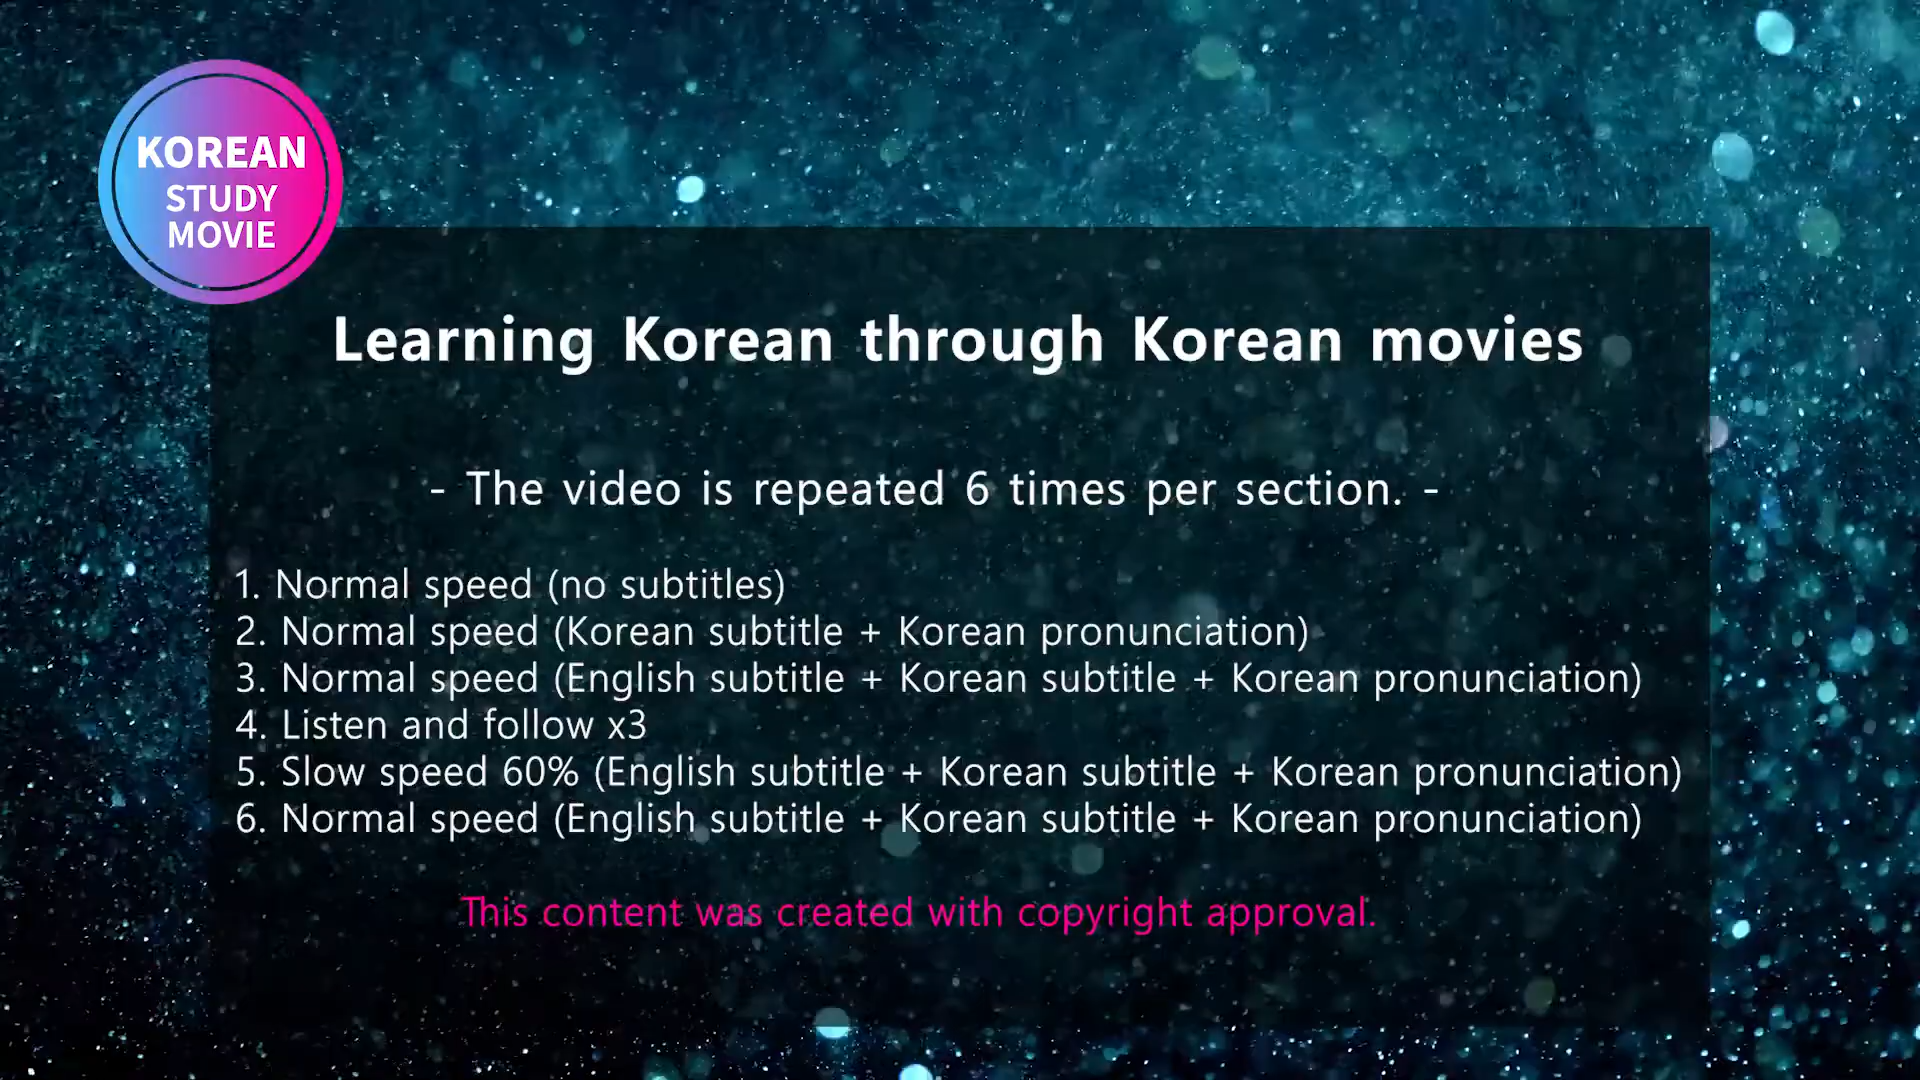 KOREAN
STUDY
MOVIE
Learning Korean through Korean movies
- The video is repeated 6 times per section. -
1. Normal speed (no subtitles)
2. Normal speed (Korean subtitle + Korean pronunciation)
3. Normal speed (English subtitle + Korean subtitle + Korean pronunciation)
4. Listen and follow x3
5. Slow speed 60% (English subtitle + Korean subtitle + Korean pronunciation)
6. Normal speed (English subtitle + Korean subtitle + Korean pronunciation)
This content was created with copyright approval.